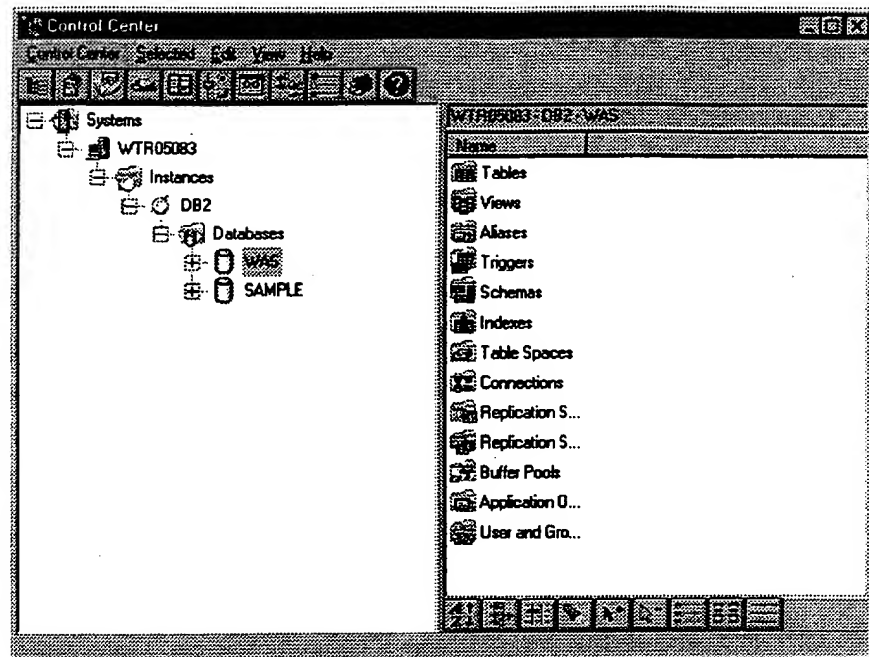 Control Center
Control Center Selected Edit View Help
Systems
WTR05083
Instances
DB2
Databases
WAS
SAMPLE
WTR05083 - DB2 - WAS
Name
Tables
Views
Aliases
Triggers
Schemas
Indexes
Table Spaces
Connections
Replication S...
Replication S...
Buffer Pools
Application O...
User and Gro...